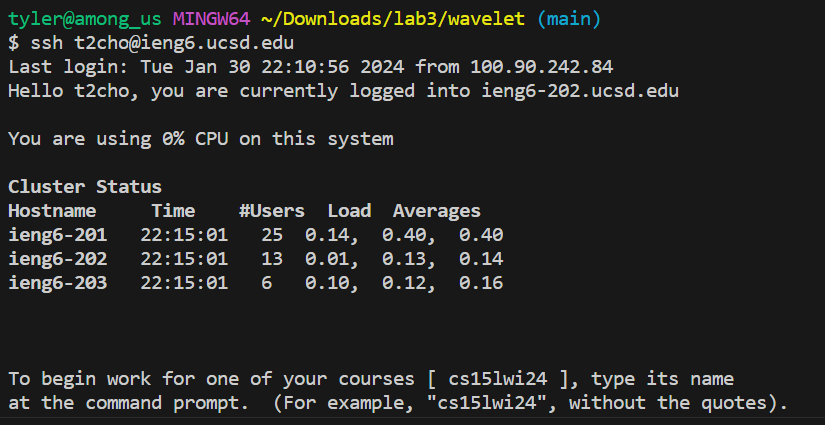 tyler@among_us MINGW64 ~/Downloads/lab3/wavelet (main)
$ ssh t2cho@ieng6.ucsd.edu
Last login: Tue Jan 30 22:10:56 2024 from 100.90.242.84
Hello t2cho, you are currently logged into ieng6-202.ucsd.edu
You are using 0% CPU on this system
Cluster Status
Hostname     Time    #Users  Load  Averages
ieng6-201   22:15:01   25  0.14,  0.40,  0.40
ieng6-202   22:15:01   13  0.01,  0.13,  0.14
ieng6-203   22:15:01   6   0.10,  0.12,  0.16
To begin work for one of your courses [ cs15lwi24 ], type its name
at the command prompt.  (For example, "cs15lwi24", without the quotes).